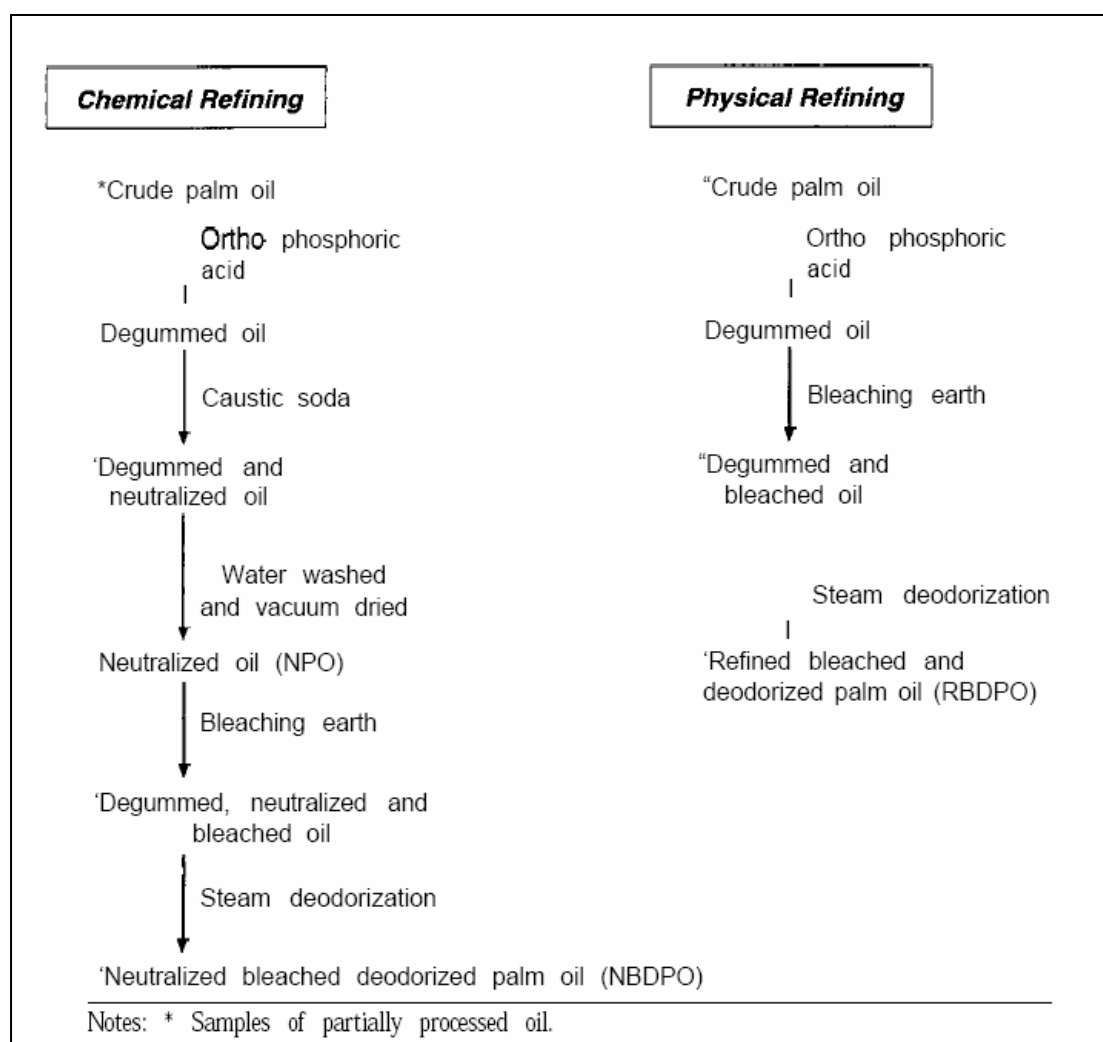 Chemical Refining
*Crude palm oil
Ortho phosphoric
acid
Degummed oil
Caustic soda
‘Degummed and
neutralized oil
Water washed
and vacuum dried
Neutralized oil (NPO)
Bleaching earth
‘Degummed, neutralized and
bleached oil
Steam deodorization
‘Neutralized bleached deodorized palm oil (NBDPO)
Physical Refining
“Crude palm oil
Ortho phosphoric
acid
Degummed oil
Bleaching earth
“Degummed and
bleached oil
Steam deodorization
‘Refined bleached and
deodorized palm oil (RBDPO)
Notes: * Samples of partially processed oil.